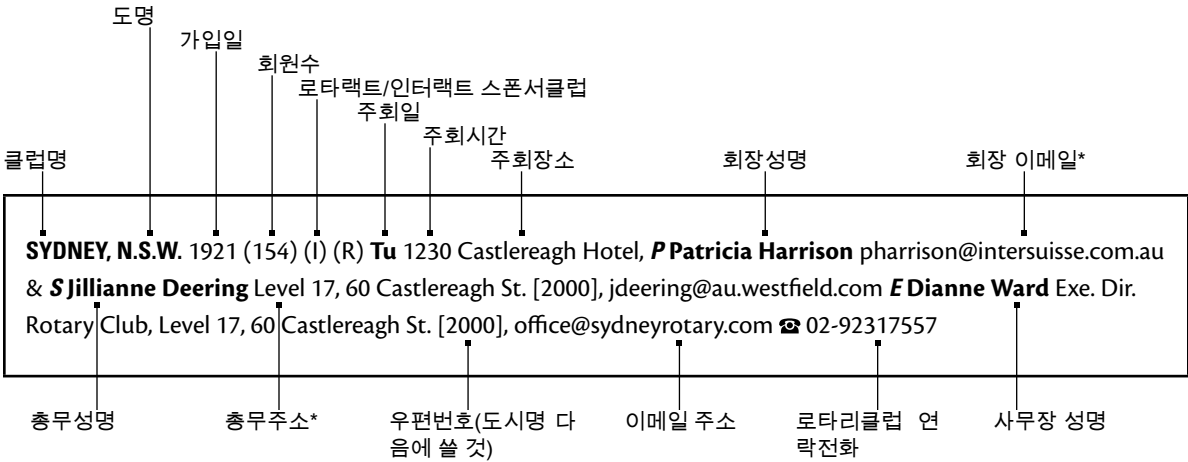 도명
가입일
회원수
로타랙트/인터랙트 스폰서클럽
주회일
주회시간
클럽명
주회장소
회장성명
회장 이메일*
SYDNEY, N.S.W. 1921 (154) (I) (R) Tu 1230 Castlereagh Hotel, P Patricia Harrison pharrison@intersuisse.com.au
& S Jillianne Deering Level 17, 60 Castlereagh St. [2000], jdeering@au.westfield.com E Dianne Ward Exe. Dir.
Rotary Club, Level 17, 60 Castlereagh St. [2000], office@sydneyrotary.com ☎ 02-92317557
총무성명
총무주소*
우편번호(도시명 다
음에 쓸 것)
이메일 주소
로타리클럽 연
락전화
사무장 성명